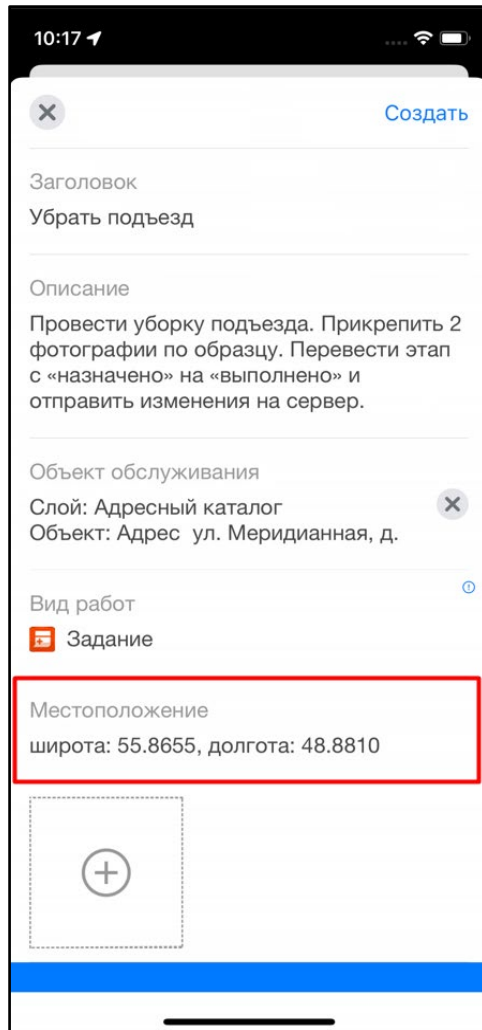 10:17
Создать
Заголовок
Убрать подъезд
Описание
Провести уборку подъезда. Прикрепить 2
фотографии по образцу. Перевести этап
с «назначено» на «выполнено» и
отправить изменения на сервер.
Объект обслуживания
Слой: Адресный каталог
Объект: Адрес  ул. Меридианная, д.
Вид работ
Задание
Местоположение
широта: 55.8655, долгота: 48.8810